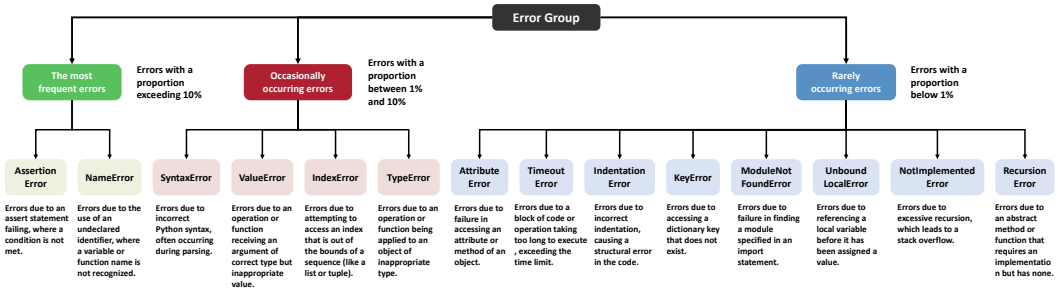 Error Group
The most
frequent errors
Errors with a
proportion
exceeding 10%
Occasionally
occurring errors
Errors with a
proportion
between 1%
and 10%
Rarely
occurring errors
Errors with a
proportion
below 1%
Assertion
Error
NameError
SyntaxError
ValueError
IndexError
TypeError
Attribute
Error
Timeout
Error
Indentation
Error
KeyError
ModuleNot
FoundError
Unbound
LocalError
NotImplemented
Error
Recursion
Error
Errors due to an
assert statement
failing, where a
condition is not
met.
Errors due to the
use of an
undeclared
identifier, where
a variable or
function name is
not recognized.
Errors due to
incorrect
Python syntax,
often occurring
during parsing.
Errors due to an
operation or
function
receiving an
argument of
correct type but
inappropriate
value.
Errors due to
attempting to
access an index
that is out of
the bounds of a
sequence (like a
list or tuple).
Errors due to an
operation or
function being
applied to an
object of
inappropriate
type.
Errors due to
failure in
accessing an
attribute or
method of an
object.
Errors due to a
block of code or
operation taking
too long to execute
, exceeding the
time limit.
Errors due to
incorrect
indentation,
causing a
structural error
in the code.
Errors due to
accessing a
dictionary key
that does not
exist.
Errors due to
failure in finding
a module
specified in an
import
statement.
Errors due to
referencing a
local variable
before it has
been assigned a
value.
Errors due to
excessive recursion,
which leads to a
stack overflow.
Errors due to
an abstract
method or
function that
requires an
implementatio
n but has none.